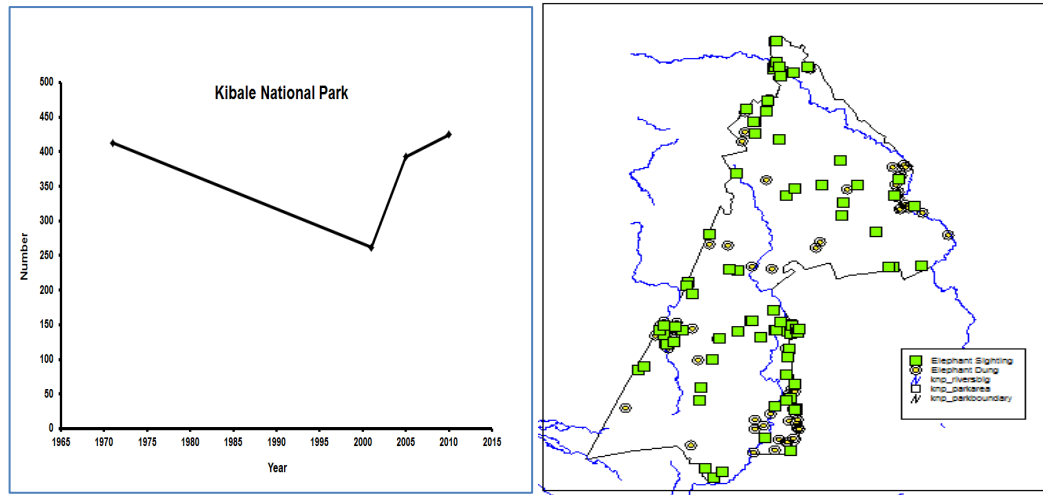 Kibale National Park
Number
500
450
400
350
300
250
200
150
100
50
0
1965
1970
1975
1980
1985
1990
1995
2000
2005
2010
2015
Year
Elephant Sighting
Elephant Dung
knp_riversbig
knp_parkarea
knp_parkboundary